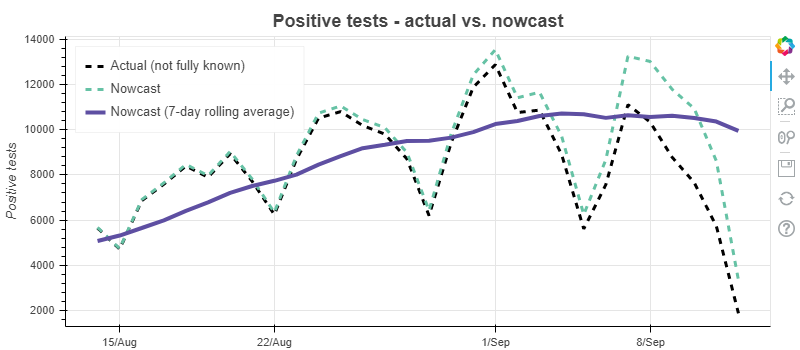 Positive tests - actual vs. nowcast
Actual (not fully known)
Nowcast
Nowcast (7-day rolling average)
Positive tests
14000
12000
10000
8000
6000
4000
2000
15/Aug
22/Aug
1/Sep
8/Sep